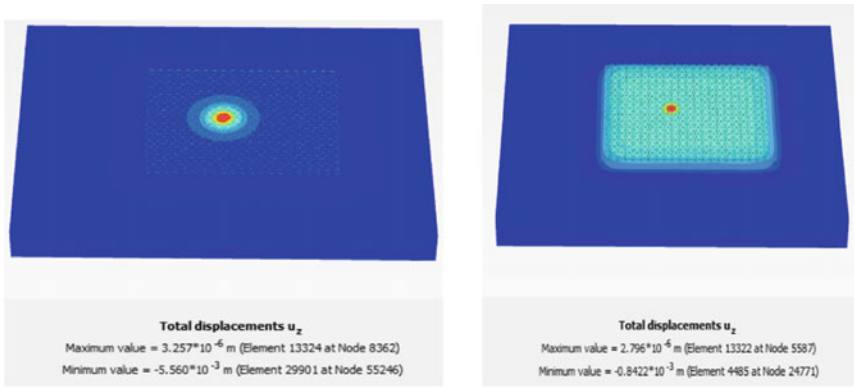 Total displacements u_z
Maximum value = 3.257*10⁻⁶ m (Element 13324 at Node 8362)
Minimum value = -5.560*10⁻³ m (Element 29901 at Node 55246)
Total displacements u_z
Maximum value = 2.796*10⁻⁶ m (Element 13322 at Node 5587)
Minimum value = -0.8422*10⁻³ m (Element 4485 at Node 24771)